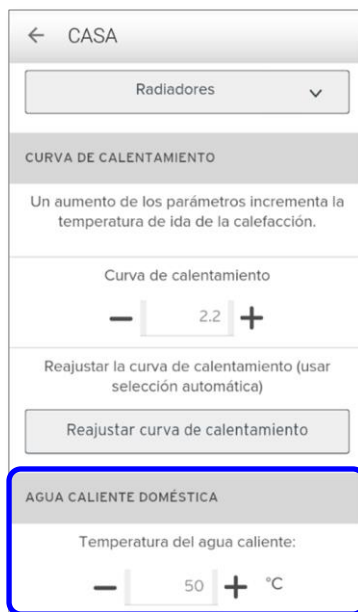 ← CASA
Radiadores
CURVA DE CALENTAMIENTO
Un aumento de los parámetros incrementa la
temperatura de ida de la calefacción.
Curva de calentamiento
− 2.2 +
Reajustar la curva de calentamiento (usar
selección automática)
Reajustar curva de calentamiento
AGUA CALIENTE DOMÉSTICA
Temperatura del agua caliente:
− 50 + °C